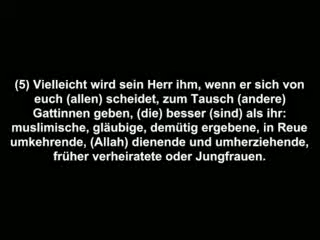 (5) Vielleicht wird sein Herr ihm, wenn er sich von
euch (allen) scheidet, zum Tausch (andere)
Gattinnen geben, (die) besser (sind) als ihr:
muslimische, gläubige, demütig ergebene, in Reue
umkehrende, (Allah) dienende und umherziehende,
früher verheiratete oder Jungfrauen.